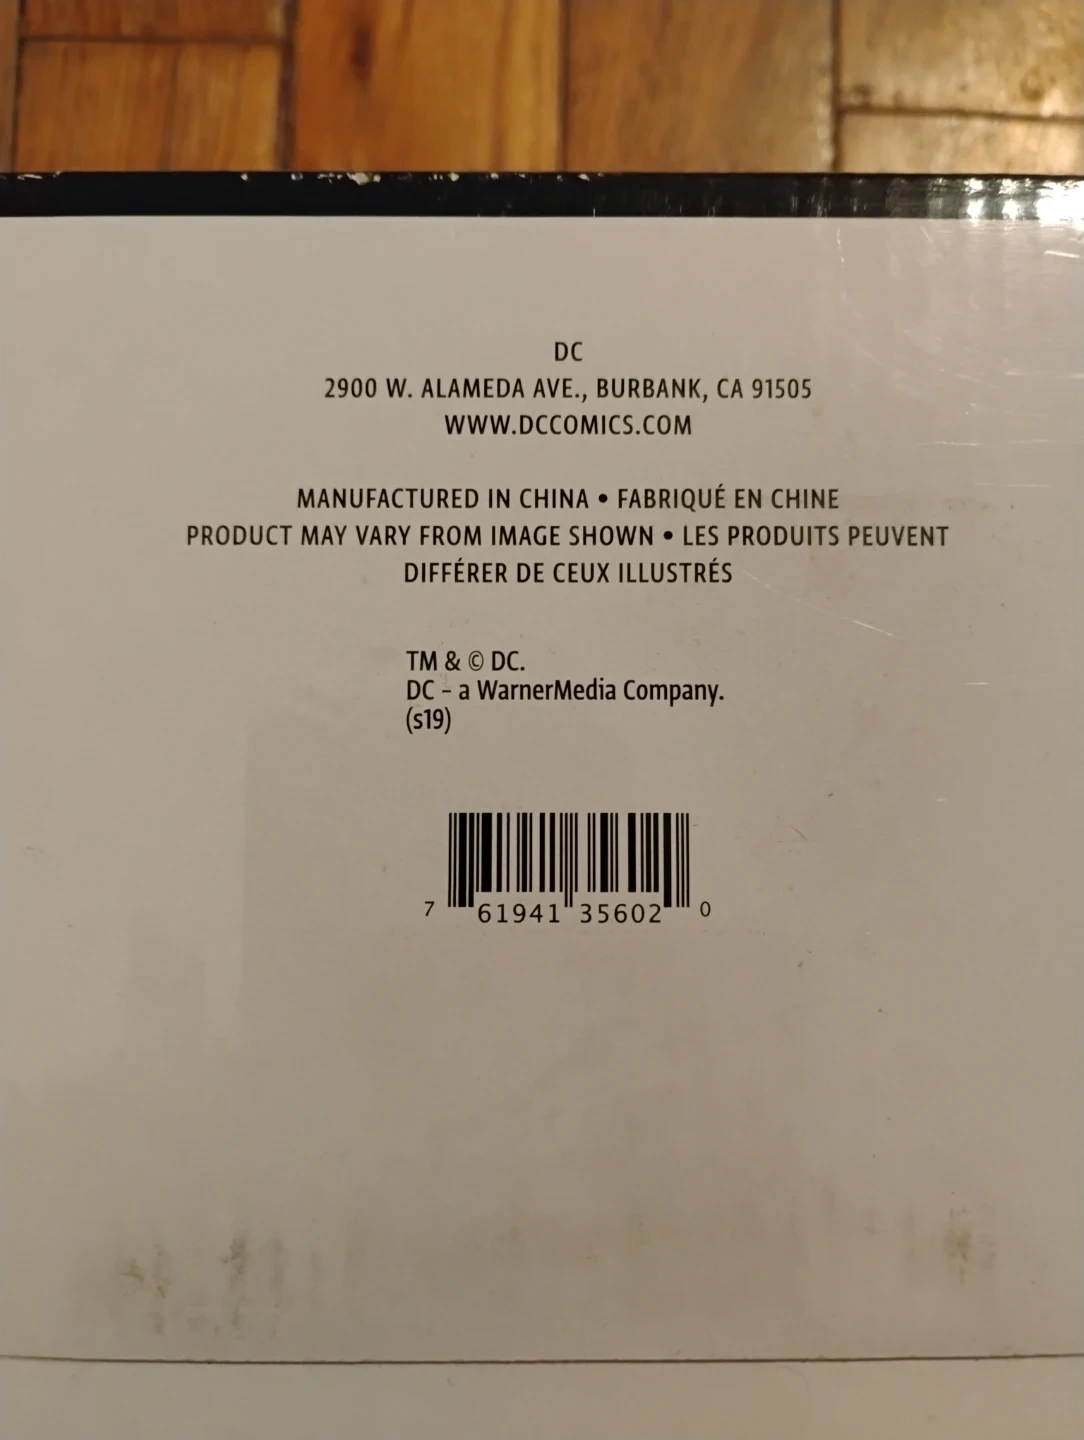 DC
2900 W. ALAMEDA AVE., BURBANK, CA 91505
WWW.DCCOMICS.COM
MANUFACTURED IN CHINA • FABRIQUÉ EN CHINE
PRODUCT MAY VARY FROM IMAGE SHOWN • LES PRODUITS PEUVENT
DIFFÉRER DE CEUX ILLUSTRÉS
TM & © DC.
DC – a WarnerMedia Company.
(s19)
7 61941 35602 0